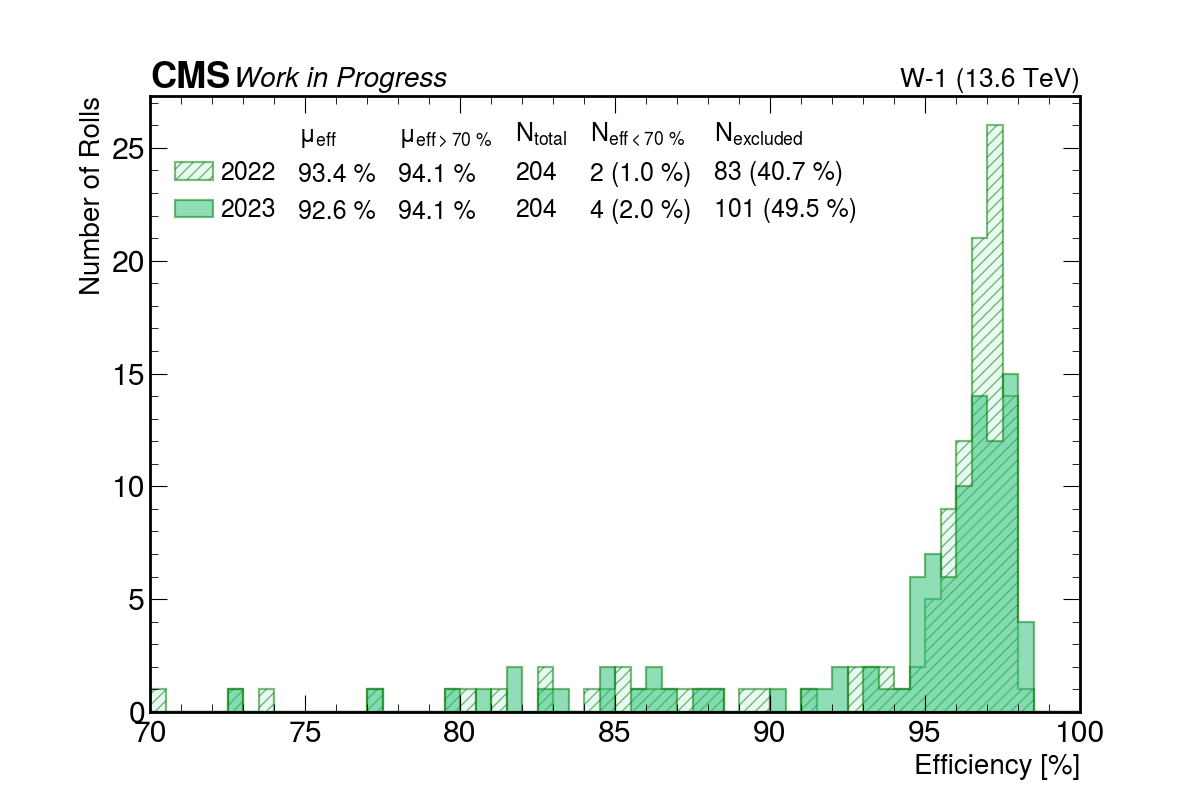 CMS Work in Progress W-1 (13.6 TeV)
Number of Rolls
μeff μeff > 70 % Ntotal Neff < 70 % Nexcluded
2022 93.4 % 94.1 % 204 2 (1.0 %) 83 (40.7 %)
2023 92.6 % 94.1 % 204 4 (2.0 %) 101 (49.5 %)
25
20
15
10
5
0
70 75 80 85 90 95 100
Efficiency [%]